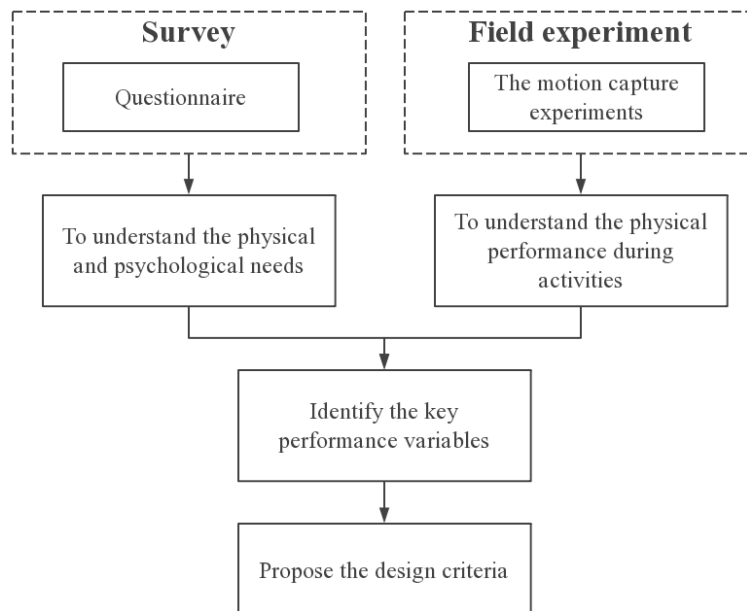 Survey
Questionnaire
Field experiment
The motion capture
experiments
To understand the physical
and psychological needs
To understand the physical
performance during
activities
Identify the key
performance variables
Propose the design criteria